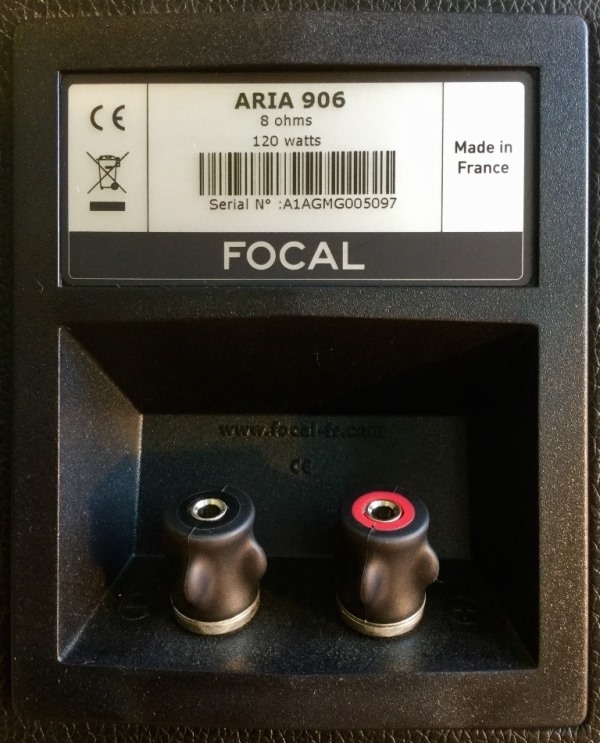 CE
ARIA 906
8 ohms
120 watts
Serial N° :A1AGMG005097
Made in
France
FOCAL
www.focal-fr.com
CE